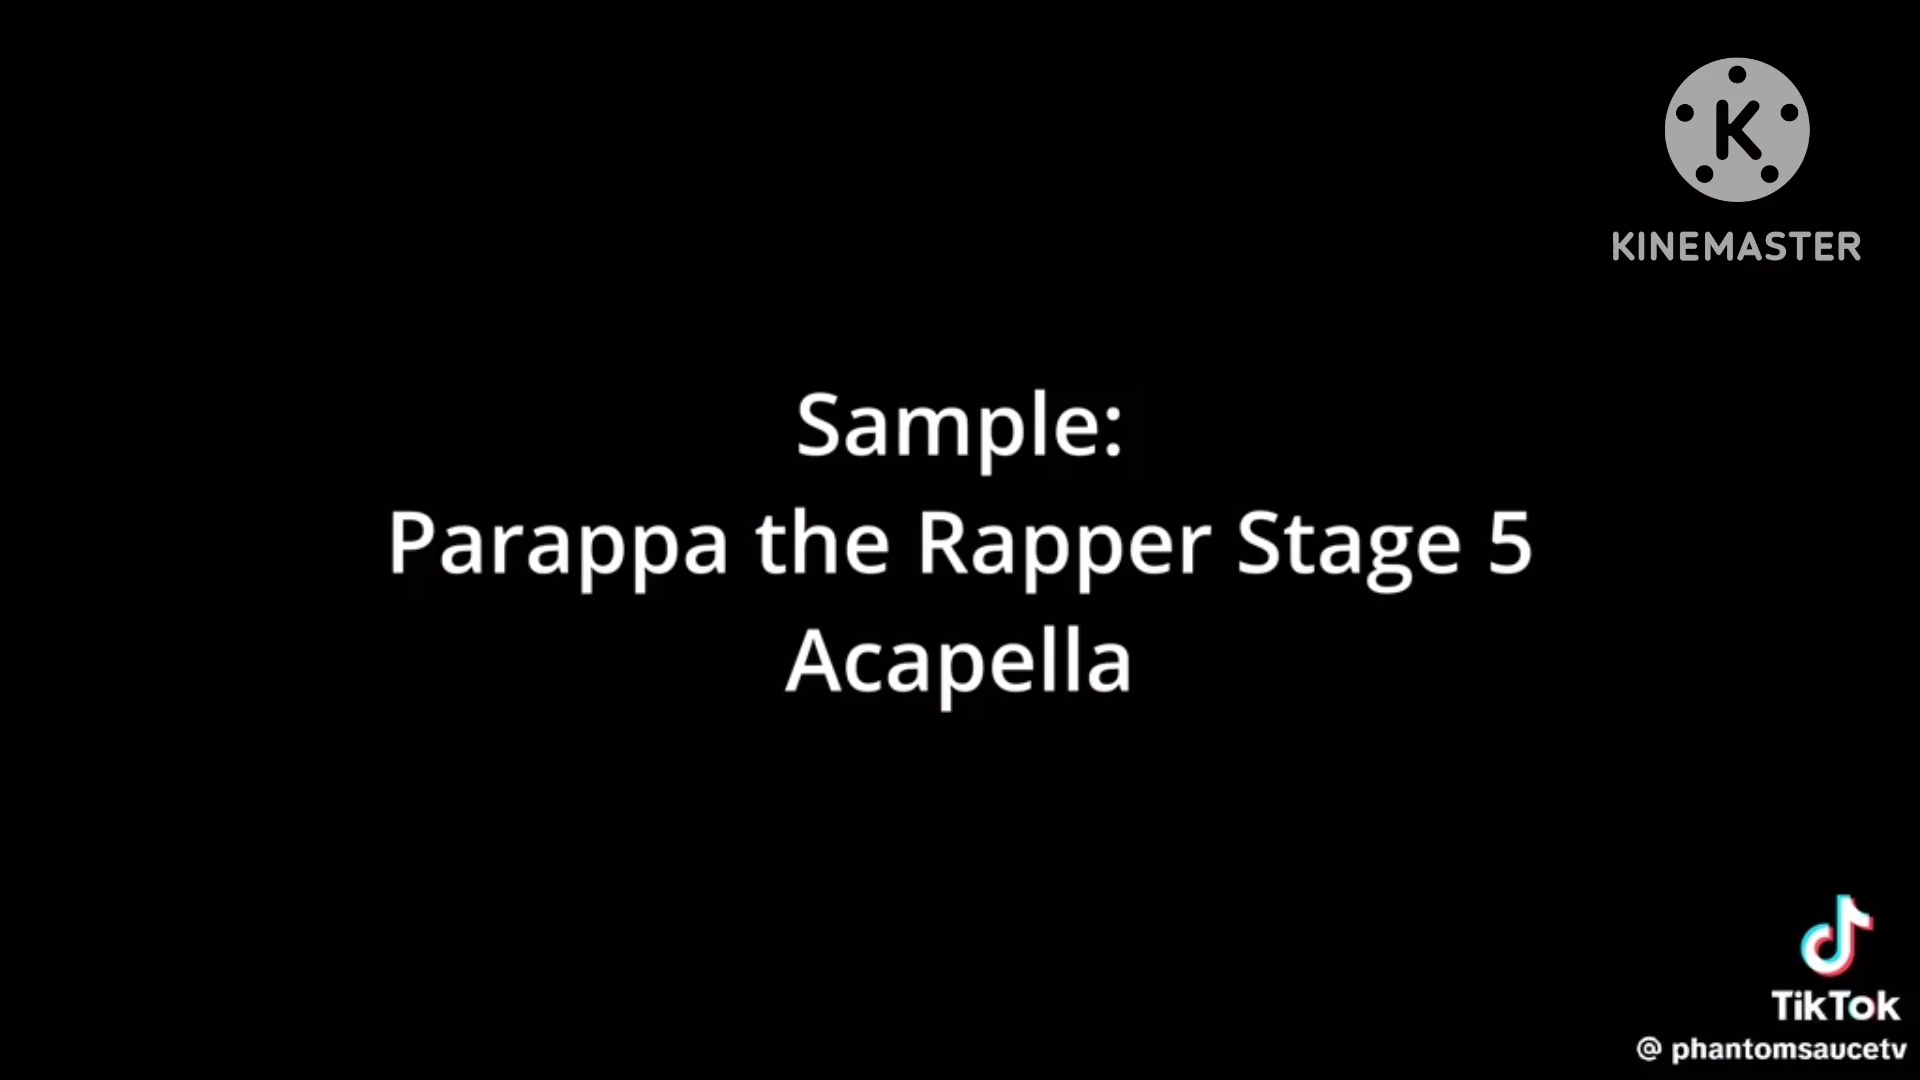 K
KINEMASTER
Sample:
Parappa the Rapper Stage 5
Acapella
TikTok
@ phantomsaucetv